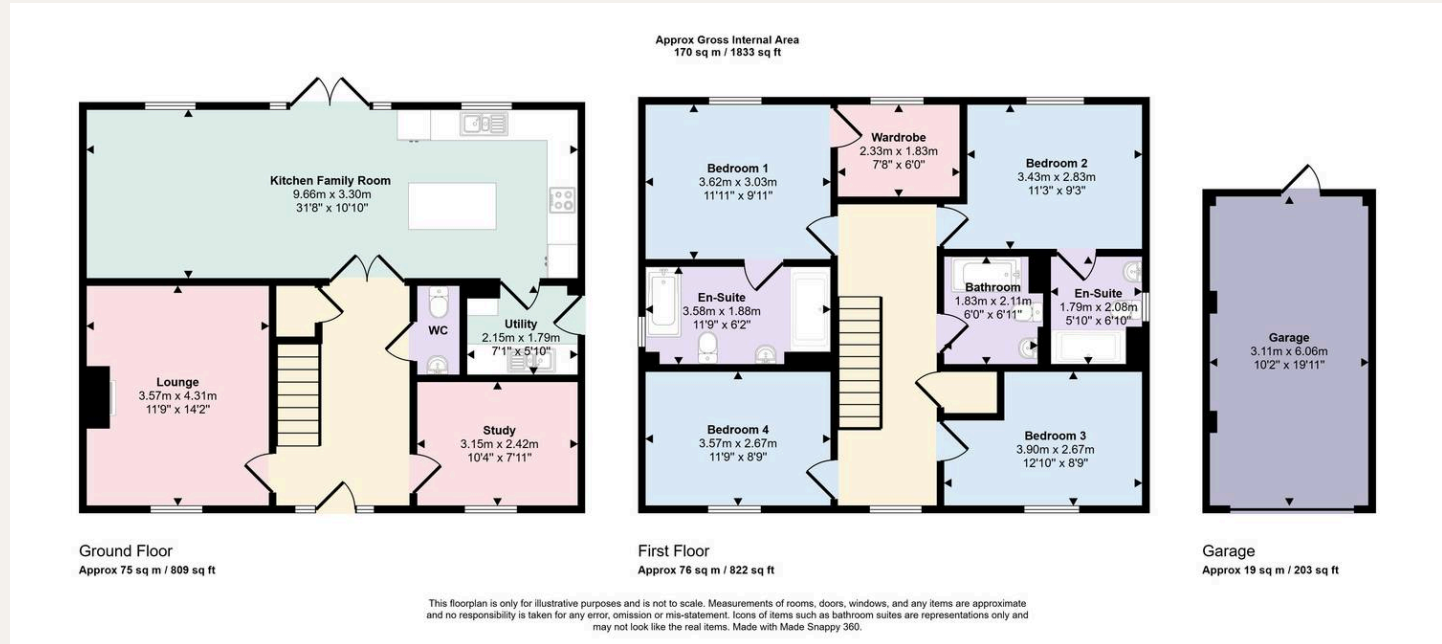 Approx Gross Internal Area
170 sq m / 1833 sq ft
Kitchen Family Room
9.66m x 3.30m
31'8" x 10'10"
Lounge
3.57m x 4.31m
11'9" x 14'2"
WC
Utility
2.15m x 1.79m
7'1" x 5'10"
Study
3.15m x 2.42m
10'4" x 7'11"
Ground Floor
Approx 75 sq m / 809 sq ft
Bedroom 1
3.62m x 3.03m
11'11" x 9'11"
Wardrobe
2.33m x 1.83m
7'8" x 6'0"
Bedroom 2
3.43m x 2.83m
11'3" x 9'3"
En-Suite
3.58m x 1.88m
11'9" x 6'2"
Bathroom
1.83m x 2.11m
6'0" x 6'11"
En-Suite
1.79m x 2.08m
5'10" x 6'10"
Bedroom 4
3.57m x 2.67m
11'9" x 8'9"
Bedroom 3
3.90m x 2.67m
12'10" x 8'9"
First Floor
Approx 76 sq m / 822 sq ft
Garage
3.11m x 6.06m
10'2" x 19'11"
Garage
Approx 19 sq m / 203 sq ft
This floorplan is only for illustrative purposes and is not to scale. Measurements of rooms, doors, windows, and any items are approximate
and no responsibility is taken for any error, omission or mis-statement. Icons of items such as bathroom suites are representations only and
may not look like the real items. Made with Made Snappy 360.